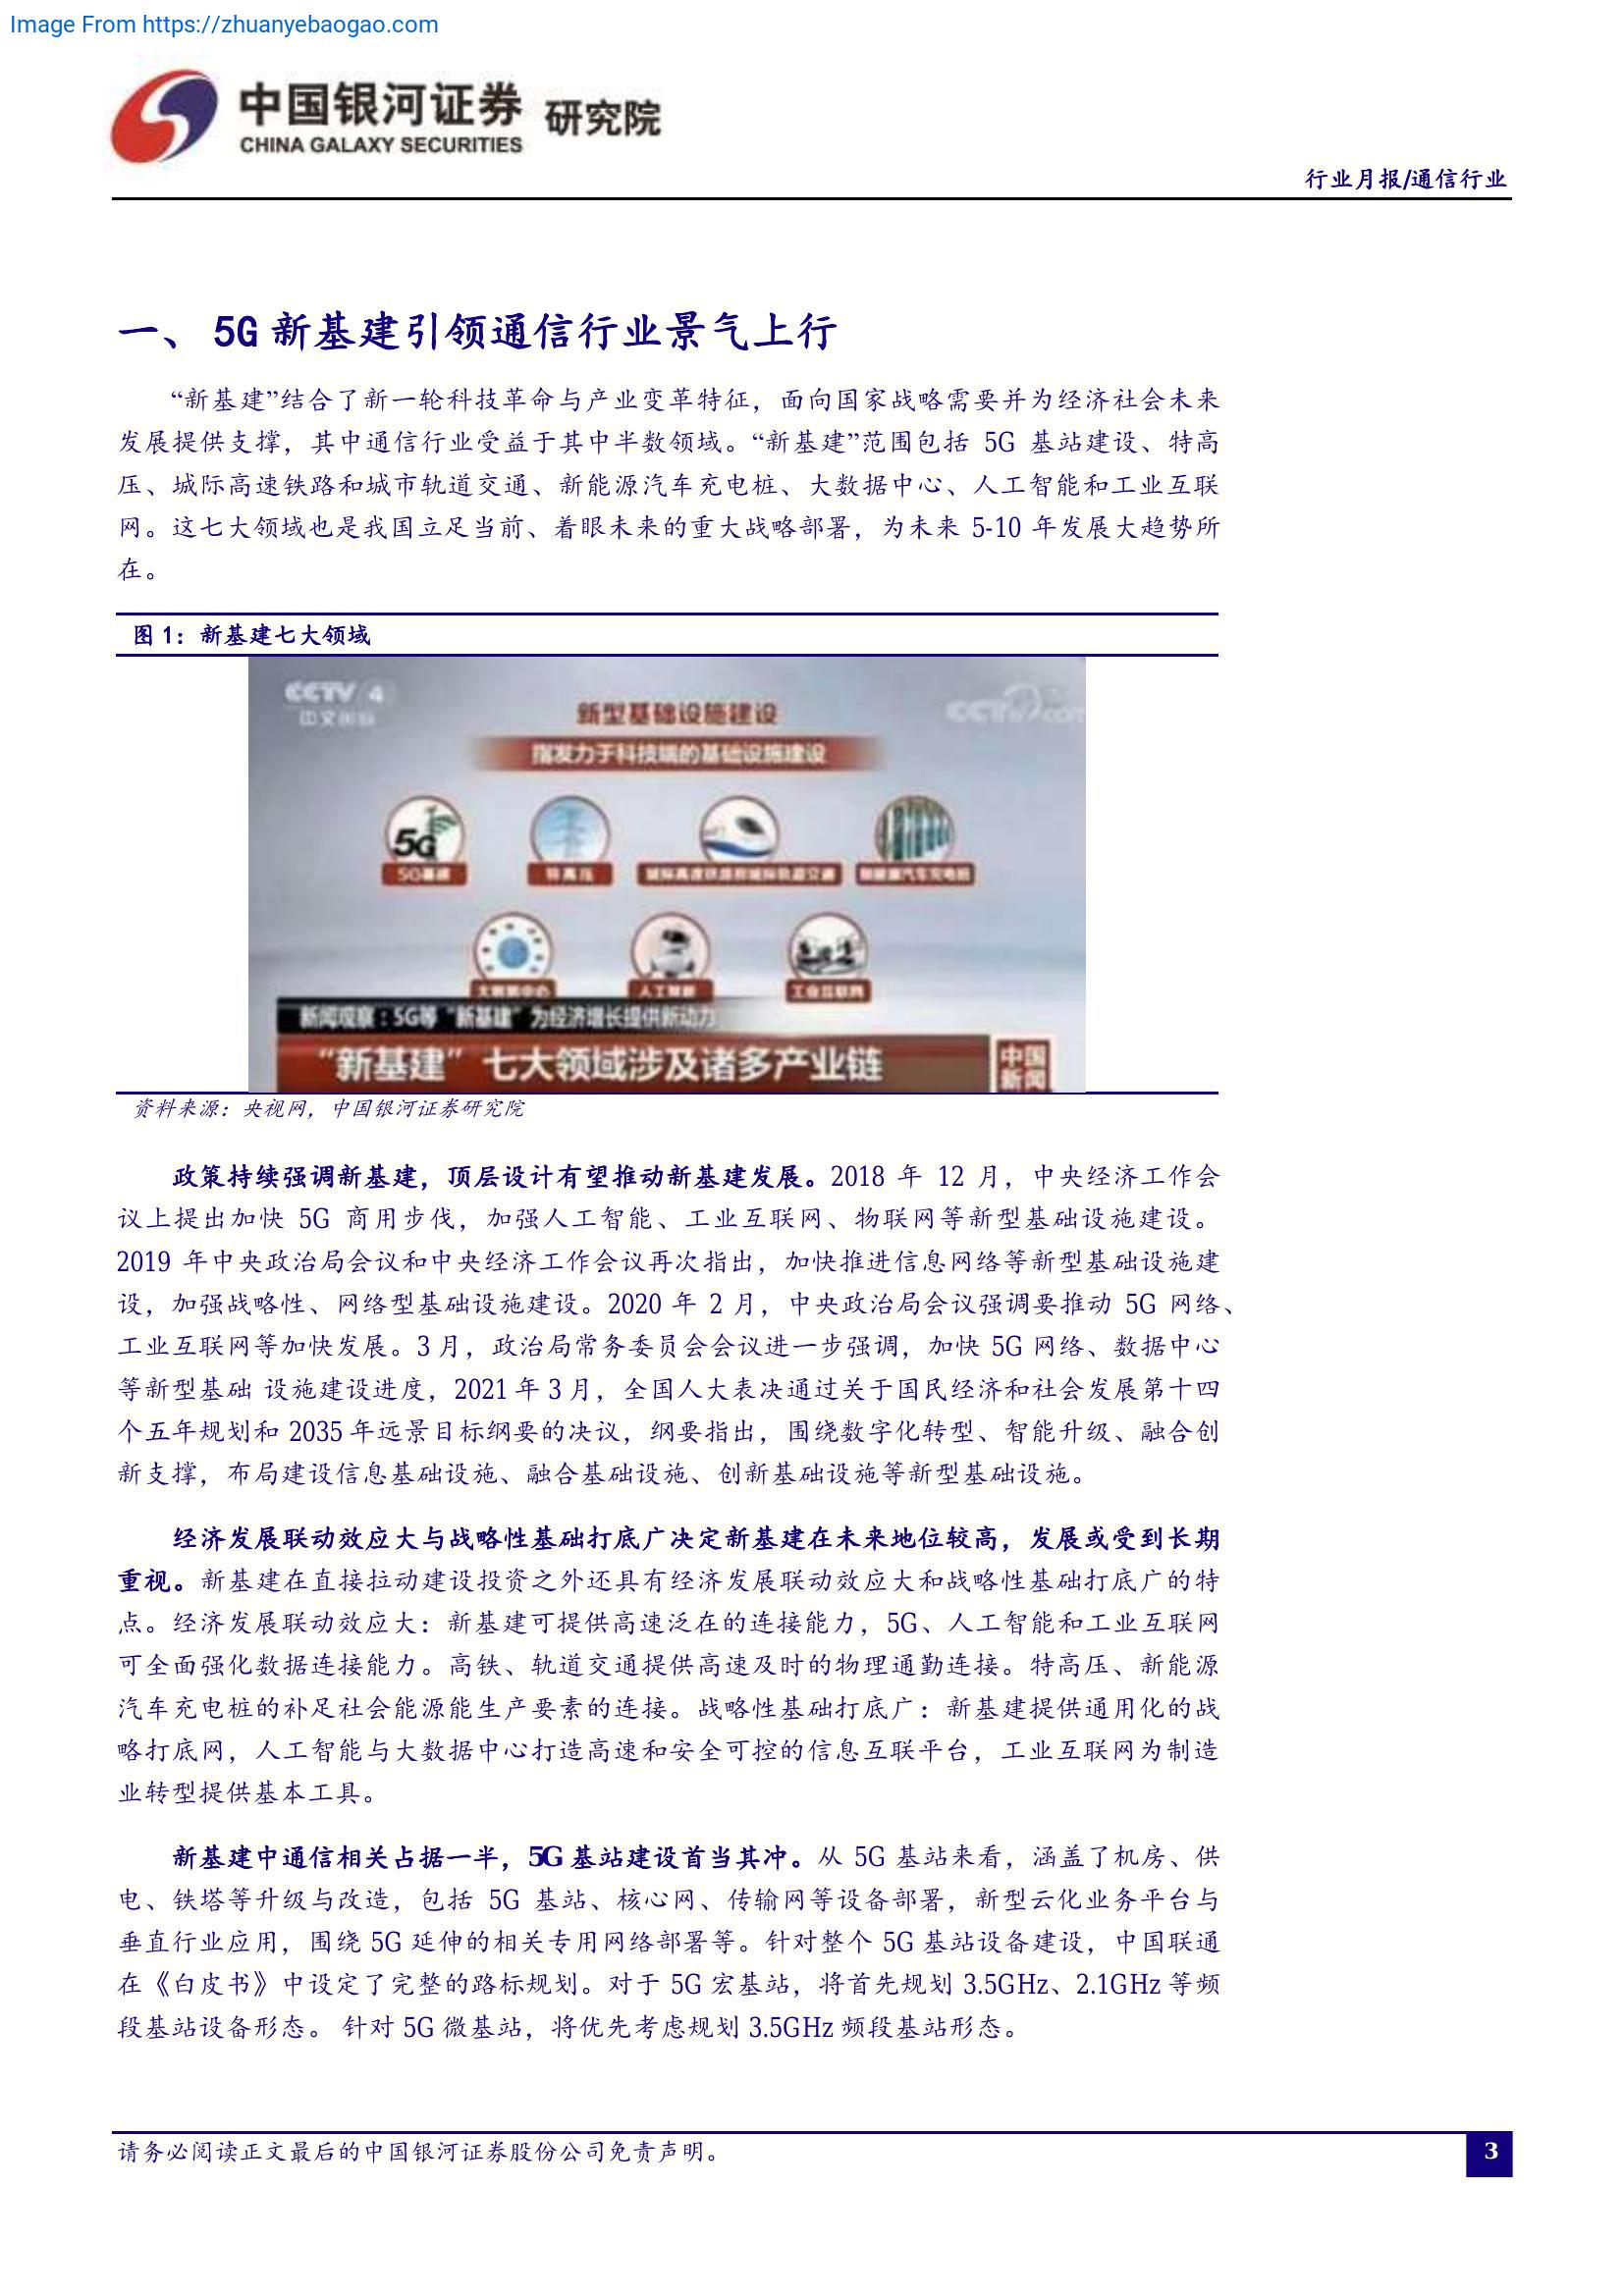 Image From https://zhuanyebaogao.com
中国银河证券 研究院
CHINA GALAXY SECURITIES
行业月报/通信行业
一、 5G 新基建引领通信行业景气上行
“新基建”结合了新一轮科技革命与产业变革特征，面向国家战略需要并为经济社会未来
发展提供支撑，其中通信行业受益于其中半数领域。“新基建”范围包括 5G 基站建设、特高
压、城际高速铁路和城市轨道交通、新能源汽车充电桩、大数据中心、人工智能和工业互联
网。这七大领域也是我国立足当前、着眼未来的重大战略部署，为未来 5-10 年发展大趋势所
在。
图 1：新基建七大领域
CCTV 4
中文国际
新型基础设施建设
指发力于科技端的基础设施建设
5G
5G基建
特高压
城际高速铁路和城际轨道交通
新能源汽车充电桩
大数据中心
人工智能
工业互联网
新闻观察：5G等“新基建”为经济增长提供新动力
“新基建”七大领域涉及诸多产业链
中国
新闻
资料来源：央视网，中国银河证券研究院
政策持续强调新基建，顶层设计有望推动新基建发展。2018 年 12 月，中央经济工作会
议上提出加快 5G 商用步伐，加强人工智能、工业互联网、物联网等新型基础设施建设。
2019 年中央政治局会议和中央经济工作会议再次指出，加快推进信息网络等新型基础设施建
设，加强战略性、网络型基础设施建设。2020 年 2 月，中央政治局会议强调要推动 5G 网络、
工业互联网等加快发展。3 月，政治局常务委员会会议进一步强调，加快 5G 网络、数据中心
等新型基础 设施建设进度，2021 年 3 月，全国人大表决通过关于国民经济和社会发展第十四
个五年规划和 2035 年远景目标纲要的决议，纲要指出，围绕数字化转型、智能升级、融合创
新支撑，布局建设信息基础设施、融合基础设施、创新基础设施等新型基础设施。
经济发展联动效应大与战略性基础打底广决定新基建在未来地位较高，发展或受到长期
重视。新基建在直接拉动建设投资之外还具有经济发展联动效应大和战略性基础打底广的特
点。经济发展联动效应大：新基建可提供高速泛在的连接能力，5G、人工智能和工业互联网
可全面强化数据连接能力。高铁、轨道交通提供高速及时的物理通勤连接。特高压、新能源
汽车充电桩的补足社会能源能生产要素的连接。战略性基础打底广：新基建提供通用化的战
略打底网，人工智能与大数据中心打造高速和安全可控的信息互联平台，工业互联网为制造
业转型提供基本工具。
新基建中通信相关占据一半，5G 基站建设首当其冲。从 5G 基站来看，涵盖了机房、供
电、铁塔等升级与改造，包括 5G 基站、核心网、传输网等设备部署，新型云化业务平台与
垂直行业应用，围绕 5G 延伸的相关专用网络部署等。针对整个 5G 基站设备建设，中国联通
在《白皮书》中设定了完整的路标规划。对于 5G 宏基站，将首先规划 3.5GHz、2.1GHz 等频
段基站设备形态。 针对 5G 微基站，将优先考虑规划 3.5GHz 频段基站形态。
请务必阅读正文最后的中国银河证券股份公司免责声明。
3